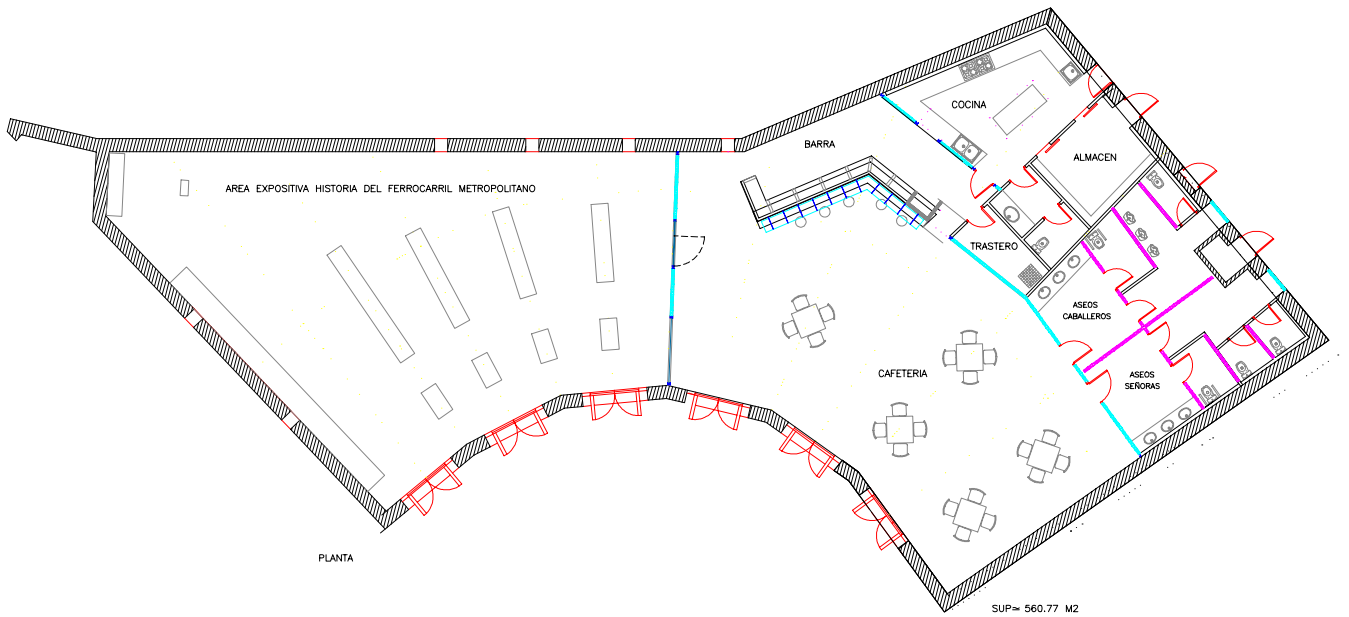 COCINA
BARRA
ALMACEN
AREA EXPOSITIVA HISTORIA DEL FERROCARRIL METROPOLITANO
TRASTERO
ASEOS
CABALLEROS
CAFETERIA
ASEOS
SEÑORAS
PLANTA
SUP≃ 560.77 M2